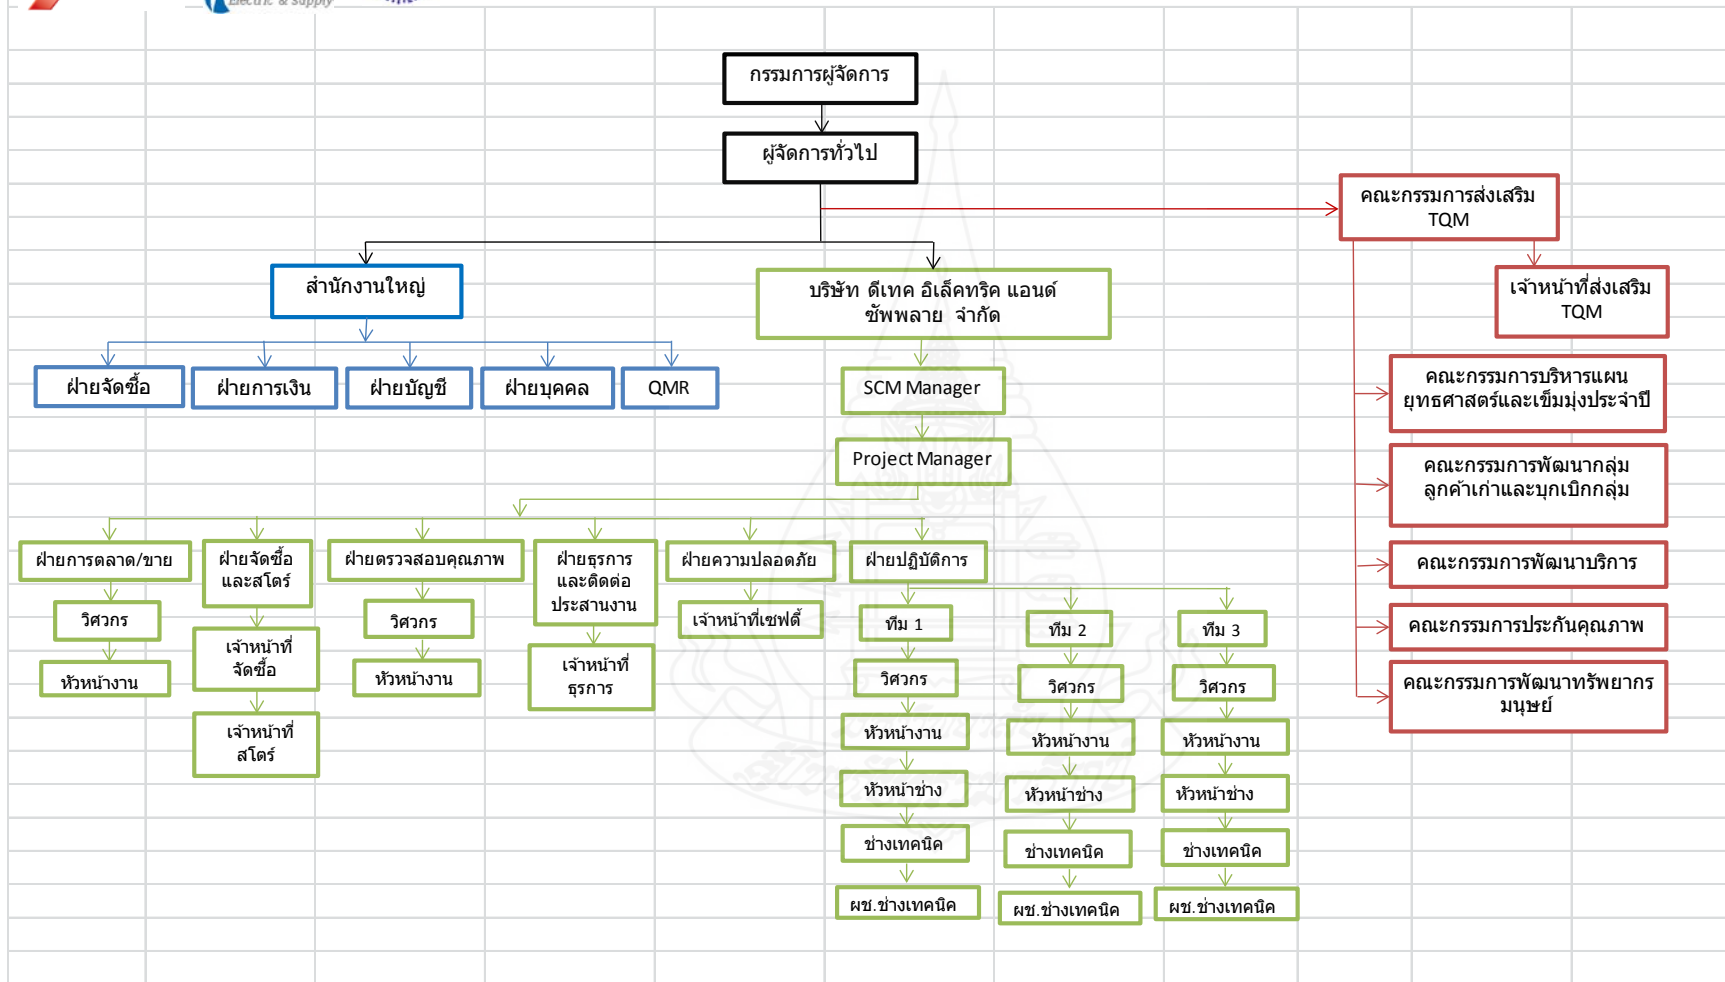 Electric & Supply
กรรมการผู้จัดการ
ผู้จัดการทั่วไป
คณะกรรมการส่งเสริม
TQM
สำนักงานใหญ่
บริษัท ดีเทค อิเล็คทริค แอนด์
ซัพพลาย จำกัด
เจ้าหน้าที่ส่งเสริม
TQM
ฝ่ายจัดซื้อ
ฝ่ายการเงิน
ฝ่ายบัญชี
ฝ่ายบุคคล
QMR
SCM Manager
คณะกรรมการบริหารแผน
ยุทธศาสตร์และเข็มมุ่งประจำปี
Project Manager
คณะกรรมการพัฒนากลุ่ม
ลูกค้าเก่าและบุกเบิกกลุ่ม
ฝ่ายการตลาด/ขาย
ฝ่ายจัดซื้อ
และสโตร์
ฝ่ายตรวจสอบคุณภาพ
ฝ่ายธุรการ
และติดต่อ
ประสานงาน
ฝ่ายความปลอดภัย
ฝ่ายปฏิบัติการ
คณะกรรมการพัฒนาบริการ
วิศวกร
เจ้าหน้าที่
จัดซื้อ
วิศวกร
เจ้าหน้าที่เซฟตี้
ทีม 1
ทีม 2
ทีม 3
คณะกรรมการประกันคุณภาพ
หัวหน้างาน
หัวหน้างาน
เจ้าหน้าที่
ธุรการ
วิศวกร
วิศวกร
วิศวกร
คณะกรรมการพัฒนาทรัพยากร
มนุษย์
เจ้าหน้าที่
สโตร์
หัวหน้างาน
หัวหน้างาน
หัวหน้างาน
หัวหน้าช่าง
หัวหน้าช่าง
หัวหน้าช่าง
ช่างเทคนิค
ช่างเทคนิค
ช่างเทคนิค
ผช.ช่างเทคนิค
ผช.ช่างเทคนิค
ผช.ช่างเทคนิค